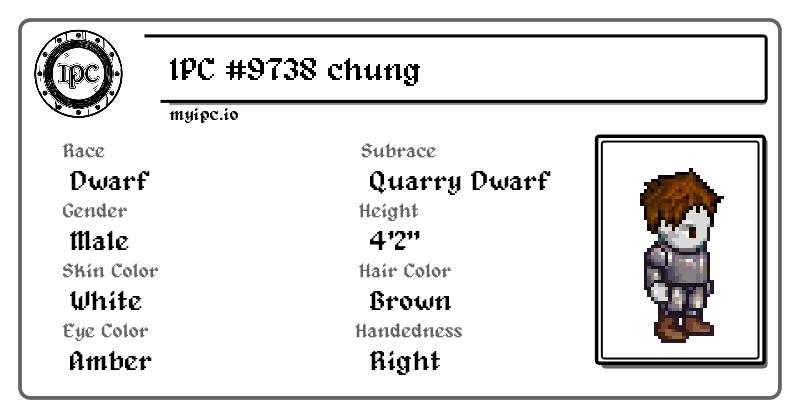 IPC
IPC #9738 chung
myipc.io
Race
Subrace
Dwarf
Quarry Dwarf
Gender
Height
Male
4'2"
Skin Color
Hair Color
White
Brown
Eye Color
Handedness
Amber
Right